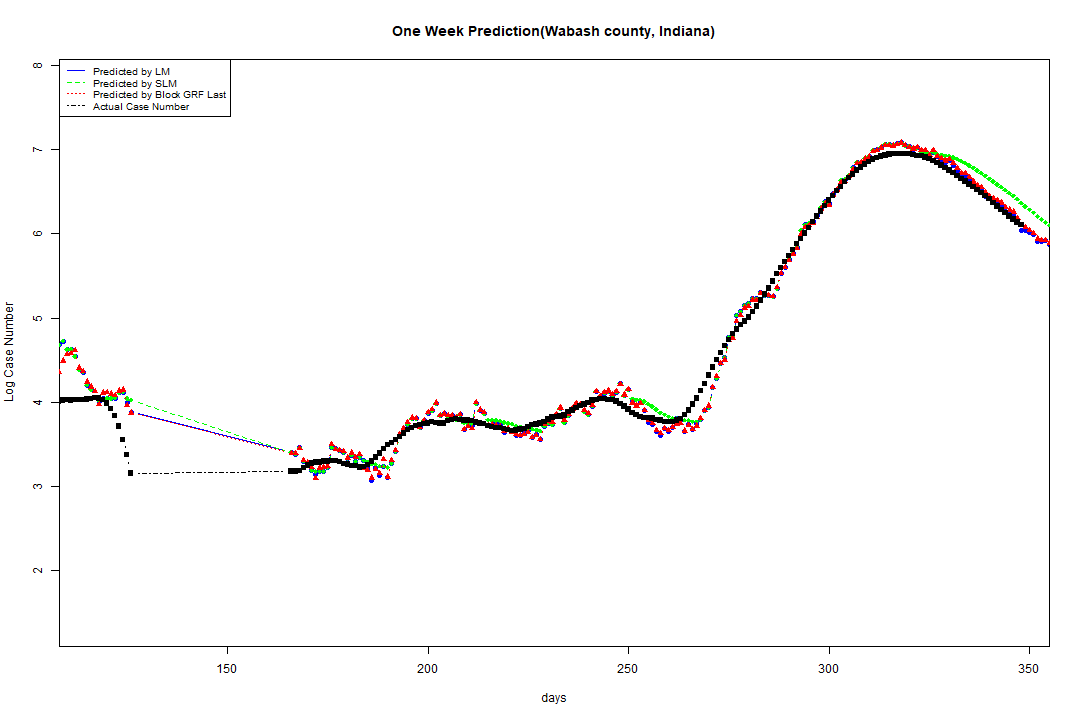 One Week Prediction(Wabash county, Indiana)
Predicted by LM
Predicted by SLM
Predicted by Block GRF Last
Actual Case Number
8
7
6
5
4
3
2
Log Case Number
150 200 250 300 350
days